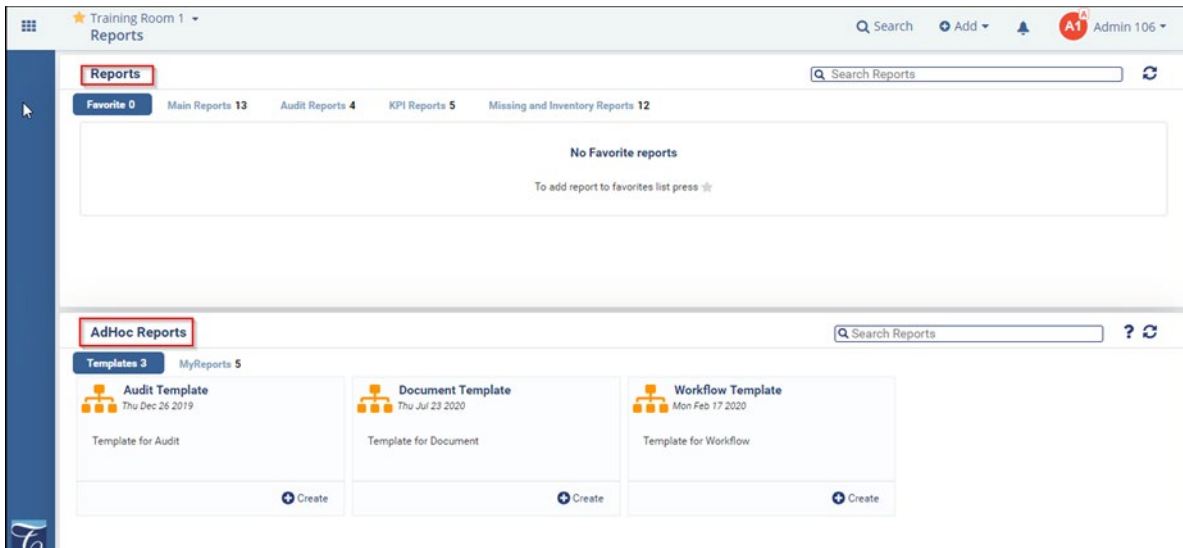 Training Room 1
Reports
Search
Add
A
A1
Admin 106
Reports
Search Reports
Favorite 0 Main Reports 13 Audit Reports 4 KPI Reports 5 Missing and Inventory Reports 12
No Favorite reports
To add report to favorites list press
AdHoc Reports
Search Reports
?
Templates 3 MyReports 5
Audit Template
Thu Dec 26 2019
Template for Audit
Create
Document Template
Thu Jul 23 2020
Template for Document
Create
Workflow Template
Mon Feb 17 2020
Template for Workflow
Create